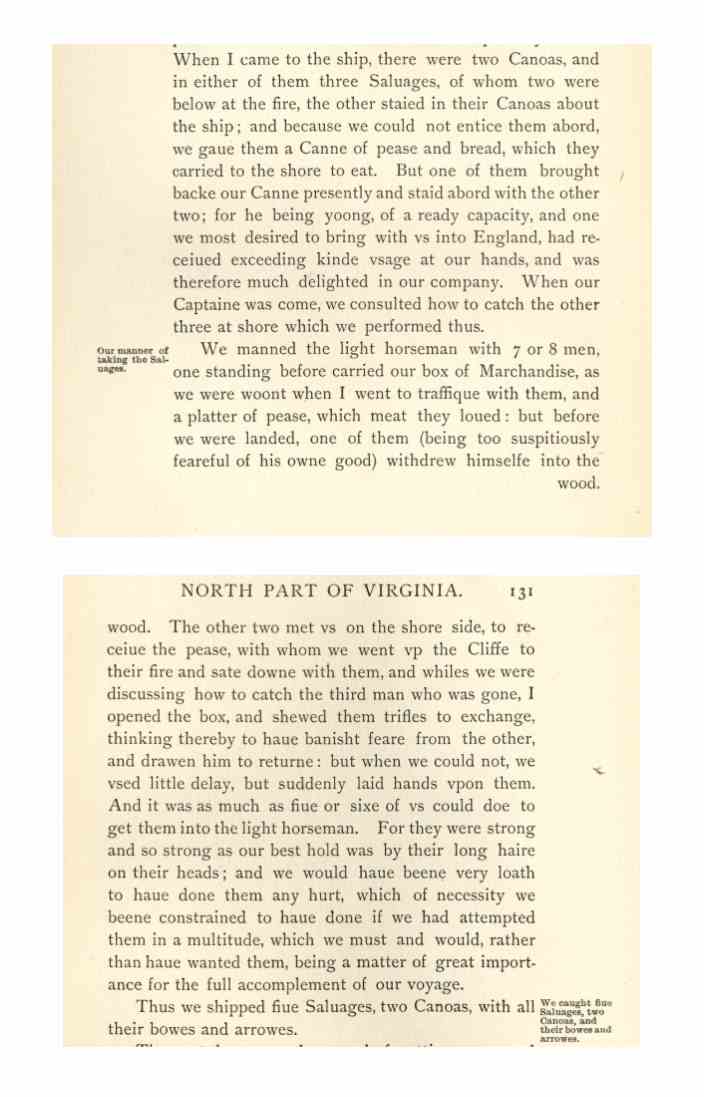 When I came to the ship, there were two Canoas, and
in either of them three Saluages, of whom two were
below at the fire, the other staied in their Canoas about
the ship; and because we could not entice them abord,
we gaue them a Canne of pease and bread, which they
carried to the shore to eat. But one of them brought
backe our Canne presently and staid abord with the other
two; for he being yoong, of a ready capacity, and one
we most desired to bring with vs into England, had re-
ceiued exceeding kinde vsage at our hands, and was
therefore much delighted in our company. When our
Captaine was come, we consulted how to catch the other
three at shore which we performed thus.
Our manner of
taking the Sal-
uages.
We manned the light horseman with 7 or 8 men,
one standing before carried our box of Marchandise, as
we were woont when I went to traffique with them, and
a platter of pease, which meat they loued: but before
we were landed, one of them (being too suspitiously
feareful of his owne good) withdrew himselfe into the
wood.
NORTH PART OF VIRGINIA. 131
wood. The other two met vs on the shore side, to re-
ceiue the pease, with whom we went vp the Cliffe to
their fire and sate downe with them, and whiles we were
discussing how to catch the third man who was gone, I
opened the box, and shewed them trifles to exchange,
thinking thereby to haue banisht feare from the other,
and drawen him to returne: but when we could not, we
vsed little delay, but suddenly laid hands vpon them.
And it was as much as fiue or sixe of vs could doe to
get them into the light horseman. For they were strong
and so strong as our best hold was by their long haire
on their heads; and we would haue beene very loath
to haue done them any hurt, which of necessity we
beene constrained to haue done if we had attempted
them in a multitude, which we must and would, rather
than haue wanted them, being a matter of great import-
ance for the full accomplement of our voyage.
Thus we shipped fiue Saluages, two Canoas, with all
their bowes and arrowes.
We caught fiue
Saluages, two
Canoas, and
their bowes and
arrowes.